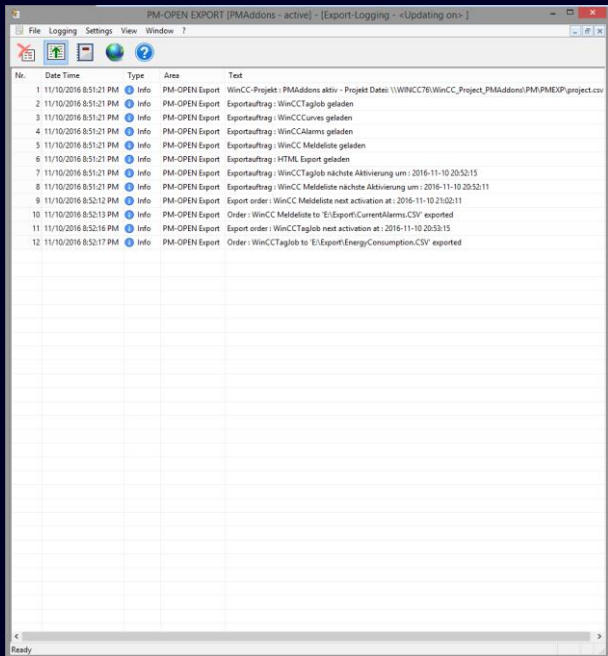 PM-OPEN EXPORT [PMAddons - active] - [Export-Logging - <Updating on> ]
File Logging Settings View Window ?
Nr. Date Time Type Area Text
1 11/10/2016 8:51:21 PM Info PM-OPEN Export WinCC-Projekt : PMAddons aktiv - Projekt Datei: \\WINCC76\WinCC_Project_PMAddons\PM\PMEXP\project.csv
2 11/10/2016 8:51:21 PM Info PM-OPEN Export Exportauftrag : WinCCTagJob geladen
3 11/10/2016 8:51:21 PM Info PM-OPEN Export Exportauftrag : WinCCCurves geladen
4 11/10/2016 8:51:21 PM Info PM-OPEN Export Exportauftrag : WinCCAlarms geladen
5 11/10/2016 8:51:21 PM Info PM-OPEN Export Exportauftrag : WinCC Meldeliste geladen
6 11/10/2016 8:51:21 PM Info PM-OPEN Export Exportauftrag : HTML Export geladen
7 11/10/2016 8:51:21 PM Info PM-OPEN Export Exportauftrag : WinCCTagJob nächste Aktivierung um : 2016-11-10 20:52:15
8 11/10/2016 8:51:21 PM Info PM-OPEN Export Exportauftrag : WinCC Meldeliste nächste Aktivierung um : 2016-11-10 20:52:11
9 11/10/2016 8:52:12 PM Info PM-OPEN Export Export order : WinCC Meldeliste next activation at : 2016-11-10 21:02:11
10 11/10/2016 8:52:13 PM Info PM-OPEN Export Order : WinCC Meldeliste to 'E:\Export\CurrentAlarms.CSV' exported
11 11/10/2016 8:52:16 PM Info PM-OPEN Export Export order : WinCCTagJob next activation at : 2016-11-10 20:53:15
12 11/10/2016 8:52:17 PM Info PM-OPEN Export Order : WinCCTagJob to 'E:\Export\EnergyConsumption.CSV' exported
Ready